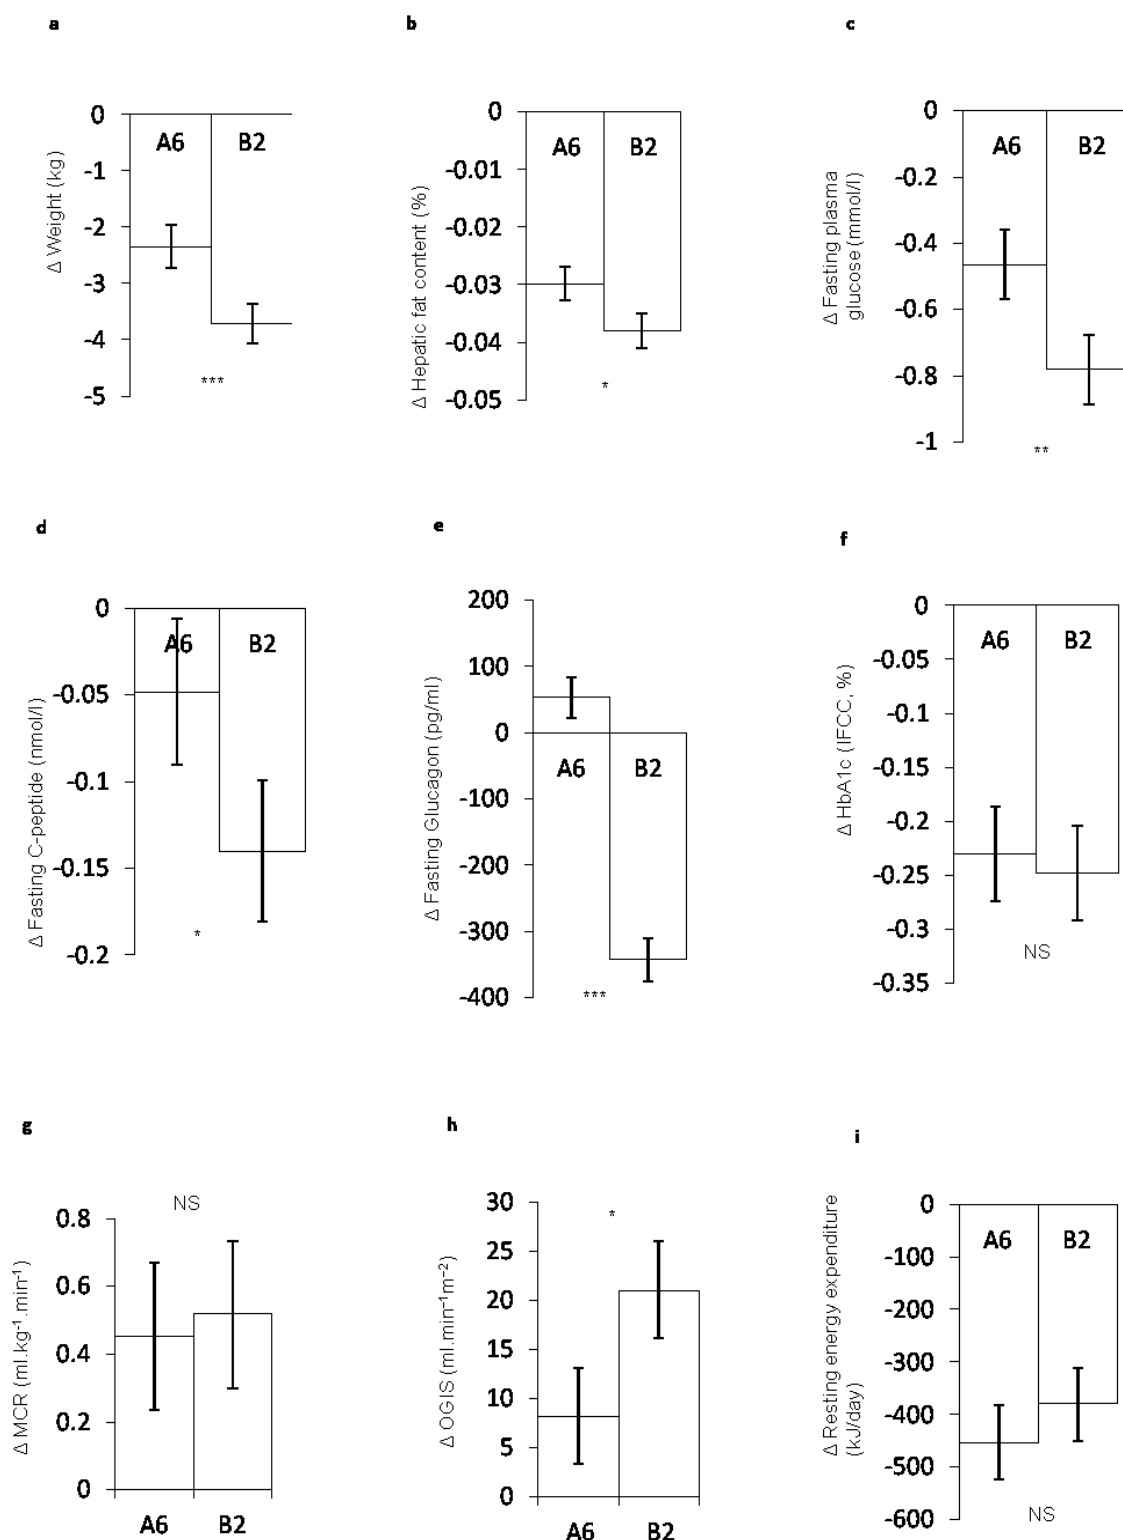 a
Δ Weight (kg)
0
-1
-2
-3
-4
-5
A6 B2
***
b
Δ Hepatic fat content (%)
0
-0.01
-0.02
-0.03
-0.04
-0.05
A6 B2
*
c
Δ Fasting plasma
glucose (mmol/l)
0
-0.2
-0.4
-0.6
-0.8
-1
A6 B2
**
d
Δ Fasting C-peptide (nmol/l)
0
-0.05
-0.1
-0.15
-0.2
A6 B2
*
e
Δ Fasting Glucagon (pg/ml)
200
100
0
-100
-200
-300
-400
A6 B2
***
f
Δ HbA1c (IFCC, %)
0
-0.05
-0.1
-0.15
-0.2
-0.25
-0.3
-0.35
A6 B2
NS
g
NS
Δ MCR (ml.kg⁻¹.min⁻¹)
0.8
0.6
0.4
0.2
0
A6 B2
h
*
Δ OGIS (ml.min⁻¹m⁻²)
30
25
20
15
10
5
0
A6 B2
i
Δ Resting energy expenditure
(kJ/day)
0
-100
-200
-300
-400
-500
-600
A6 B2
NS